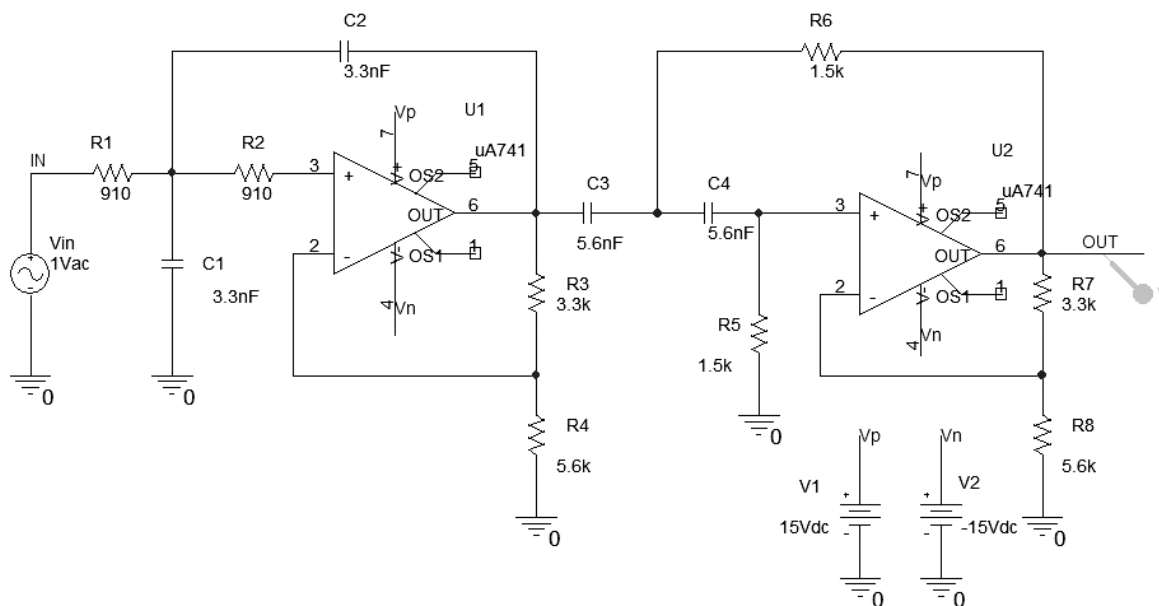 C2
3.3nF
R6
1.5k
IN
R1
910
R2
910
Vin
1Vac
0
C1
3.3nF
0
3
+
2
-
7
Vp
V+
U1
uA741
OS2
5
OUT
6
OS1
1
V-
4
Vn
C3
5.6nF
C4
5.6nF
R3
3.3k
R4
5.6k
0
R5
1.5k
0
3
+
2
-
7
Vp
V+
U2
uA741
OS2
5
OUT
6
OS1
1
V-
4
Vn
OUT
R7
3.3k
R8
5.6k
0
Vp
V1
+
15Vdc
-
0
Vn
V2
+
-15Vdc
-
0